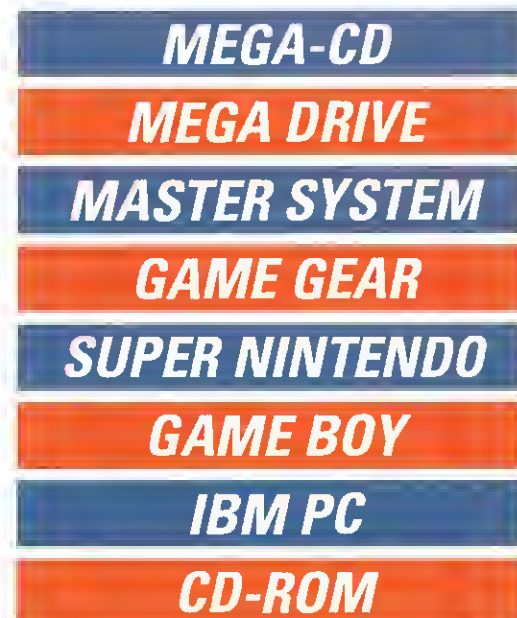 MEGA-CD
MEGA DRIVE
MASTER SYSTEM
GAME GEAR
SUPER NINTENDO
GAME BOY
IBM PC
CD-ROM